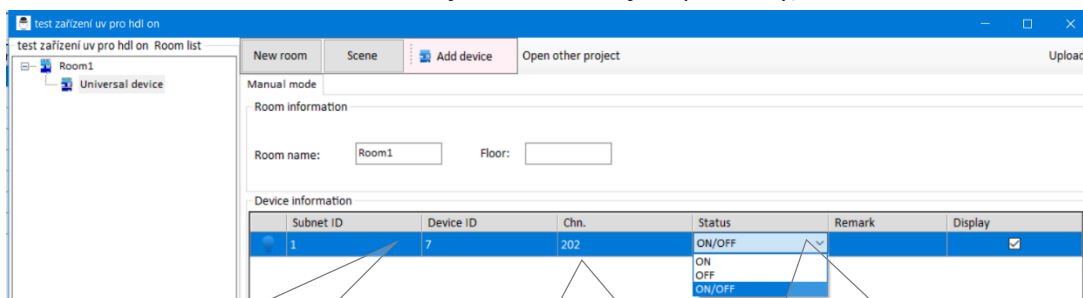 test zařízení uv pro hdl on
test zařízení uv pro hdl on Room list
Room1
Universal device
New room Scene Add device Open other project Upload
Manual mode
Room information
Room name: Room1 Floor:
Device information
Subnet ID Device ID Chn. Status Remark Display
1 7 202 ON/OFF
ON
OFF
ON/OFF